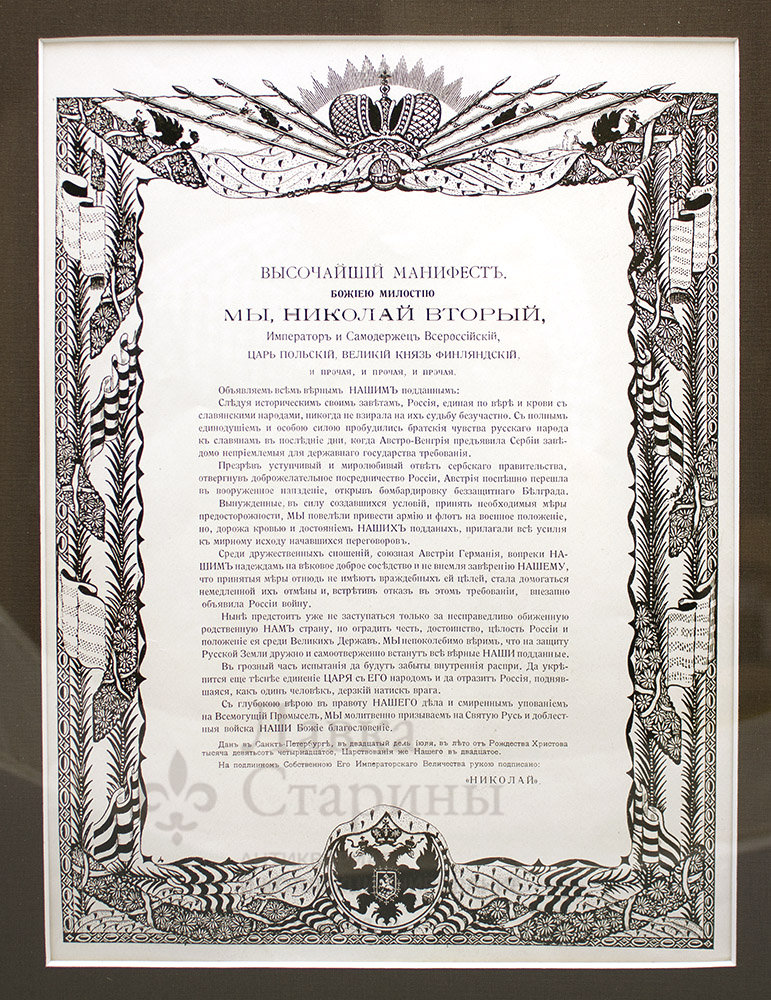 ВЫСОЧАЙШІЙ МАНИФЕСТЪ.
БОЖІЕЮ МИЛОСТІЮ
МЫ, НИКОЛАЙ ВТОРЫЙ,
Императоръ и Самодержецъ Всероссійскій,
ЦАРЬ ПОЛЬСКІЙ, ВЕЛИКІЙ КНЯЗЬ ФИНЛЯНДСКІЙ,
И ПРОЧАЯ, И ПРОЧАЯ, И ПРОЧАЯ.
Объявляемъ всѣмъ вѣрнымъ НАШИМЪ подданнымъ:
Слѣдуя историческимъ своимъ завѣтамъ, Россія, единая по вѣрѣ и крови съ
славянскими народами, никогда не взирала на ихъ судьбу безучастно. Съ полнымъ
единодушіемъ и особою силою пробудились братскія чувства русскаго народа
къ славянамъ въ послѣдніе дни, когда Австро-Венгрія предъявила Сербіи завѣ-
домо непріемлемыя для державнаго государства требованія.
Презрѣвъ уступчивый и миролюбивый отвѣтъ сербскаго правительства,
отвергнувъ доброжелательное посредничество Россіи, Австрія поспѣшно перешла
въ вооруженное нападеніе, открывъ бомбардировку беззащитнаго Бѣлграда.
Вынужденные, въ силу создавшихся условій, принять необходимыя мѣры
предосторожности, МЫ повелѣли привести армію и флотъ на военное положеніе,
но, дорожа кровью и достояніемъ НАШИХЪ подданыхъ, прилагали всѣ усилія
къ мирному исходу начавшихся переговоровъ.
Среди дружественныхъ сношеній, союзная Австріи Германія, вопреки НА-
ШИМЪ надеждамъ на вѣковое доброе сосѣдство и не внемля завѣренію НАШЕМУ,
что принятыя мѣры отнюдь не имѣютъ враждебныхъ ей цѣлей, стала домогаться
немедленной ихъ отмѣны и, встрѣтивъ отказъ въ этомъ требованіи, внезапно
объявила Россіи войну.
Нынѣ предстоитъ уже не заступаться только за несправедливо обиженную
родственную НАМЪ страну, но оградить честь, достоинство, цѣлость Россіи и
положеніе ея среди Великихъ Державъ. МЫ непоколебимо вѣримъ, что на защиту
Русской Земли дружно и самоотверженно встанутъ всѣ вѣрные НАШИ подданные.
Въ грозный часъ испытанія да будутъ забыты внутреннія распри. Да укрѣ-
пится еще тѣснѣе единеніе ЦАРЯ съ ЕГО народомъ и да отразитъ Россія, подняв-
шаяся, какъ одинъ человѣкъ, дерзкій натискъ врага.
Съ глубокою вѣрою въ правоту НАШЕГО дѣла и смиреннымъ упованіемъ
на Всемогущій Промыселъ, МЫ молитвенно призываемъ на Святую Русь и доблест-
ныя войска НАШИ Божіе благословеніе.
Данъ въ Санктъ-Петербургѣ, въ двадцатый день іюля, въ лѣто отъ Рождества Христова
тысяча девятьсотъ четырнадцатое, Царствованія же Нашего въ двадцатое.
На подлинномъ Собственною Его Императорскаго Величества рукою подписано:
«НИКОЛАЙ».
Лавка
Старины